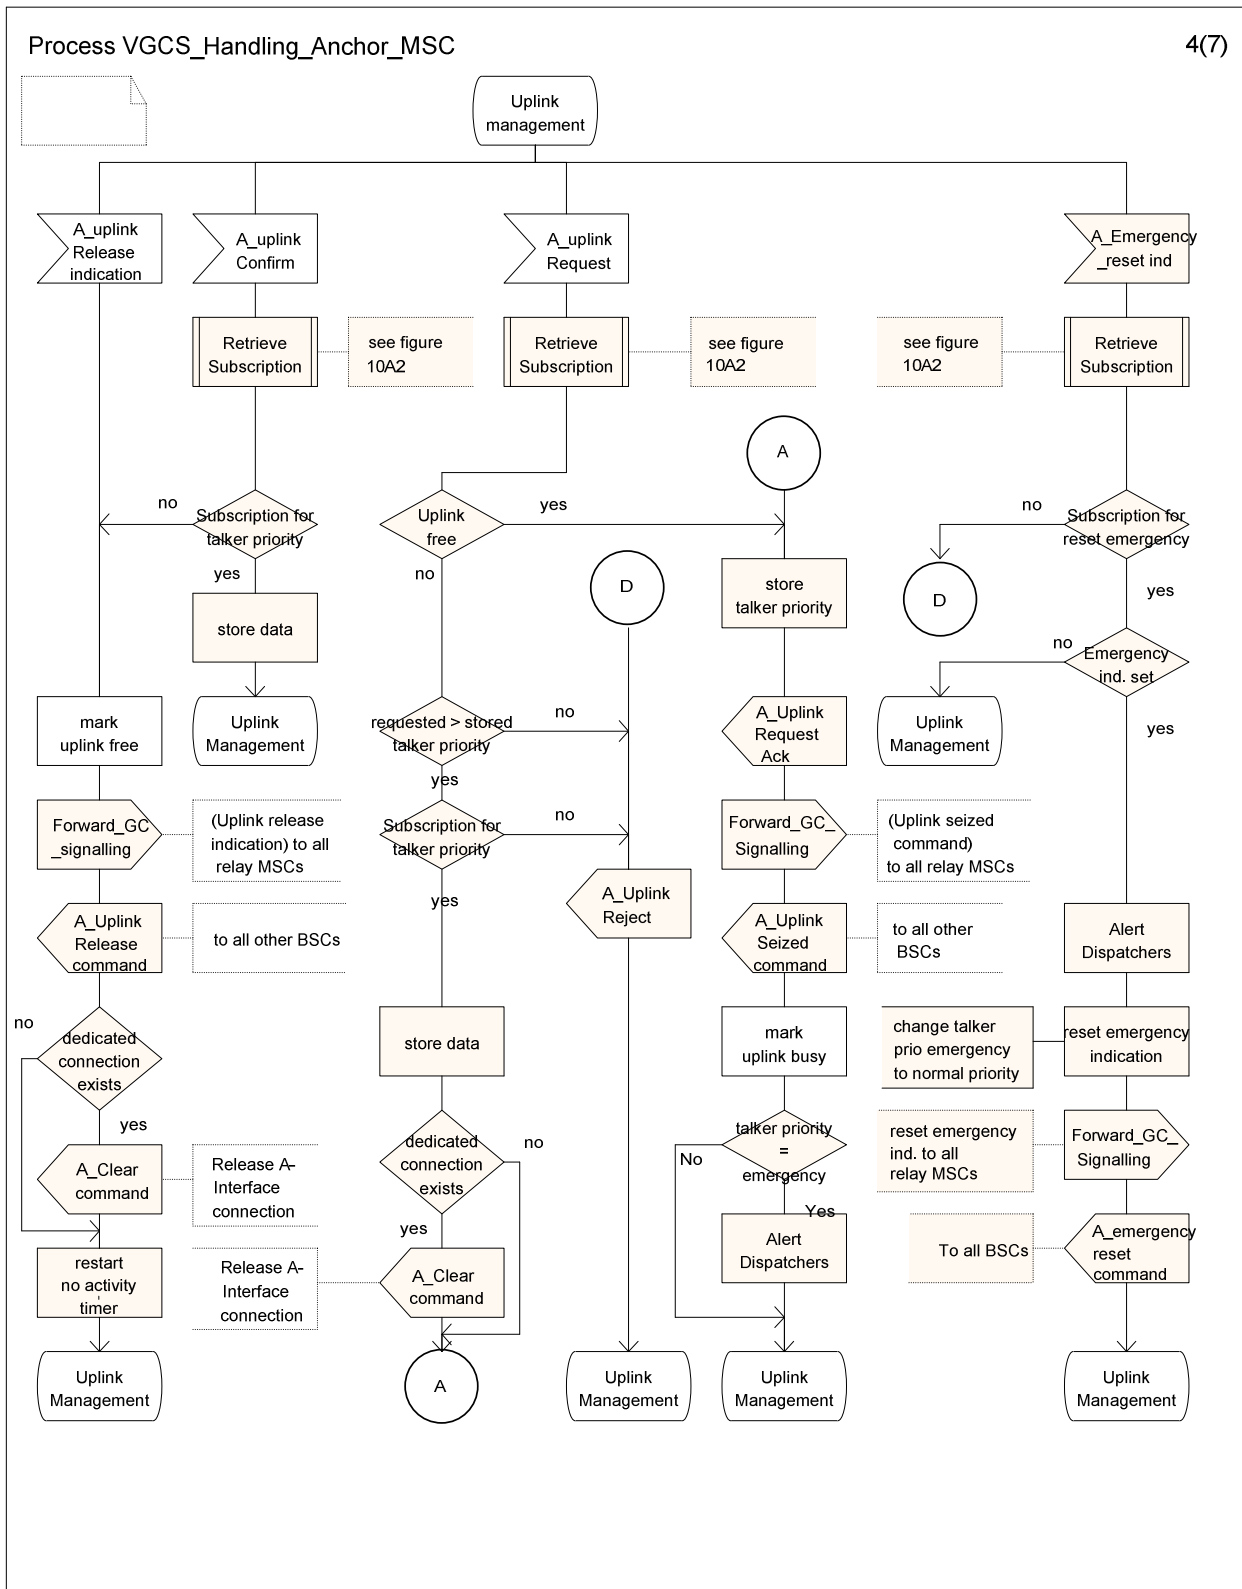 Process VGCS_Handling_Anchor_MSC
4(7)
Uplink
management
A_uplink
Release
indication
A_uplink
Confirm
A_uplink
Request
A_Emergency
_reset ind
Retrieve
Subscription
see figure
10A2
Retrieve
Subscription
see figure
10A2
see figure
10A2
Retrieve
Subscription
A
no
Subscription for
talker priority
yes
Uplink
free
yes
no
no
Subscription for
reset emergency
yes
D
store
talker priority
D
store data
no
Emergency
ind. set
yes
mark
uplink free
Uplink
Management
requested > stored
talker priority
no
yes
A_Uplink
Request
Ack
Uplink
Management
Forward_GC
_signalling
(Uplink release
indication) to all
relay MSCs
Subscription for
talker priority
no
yes
Forward_GC_
Signalling
(Uplink seized
command)
to all relay MSCs
A_Uplink
Reject
A_Uplink
Release
command
to all other BSCs
A_Uplink
Seized
command
to all other
BSCs
Alert
Dispatchers
no
dedicated
connection
exists
yes
store data
mark
uplink busy
change talker
prio emergency
to normal priority
reset emergency
indication
dedicated
connection
exists
no
yes
talker priority
=
emergency
No
Yes
reset emergency
ind. to all
relay MSCs
Forward_GC_
Signalling
A_Clear
command
Release A-
Interface
connection
Alert
Dispatchers
To all BSCs
A_emergency
reset
command
restart
no activity
timer
Release A-
Interface
connection
A_Clear
command
Uplink
Management
A
Uplink
Management
Uplink
Management
Uplink
Management